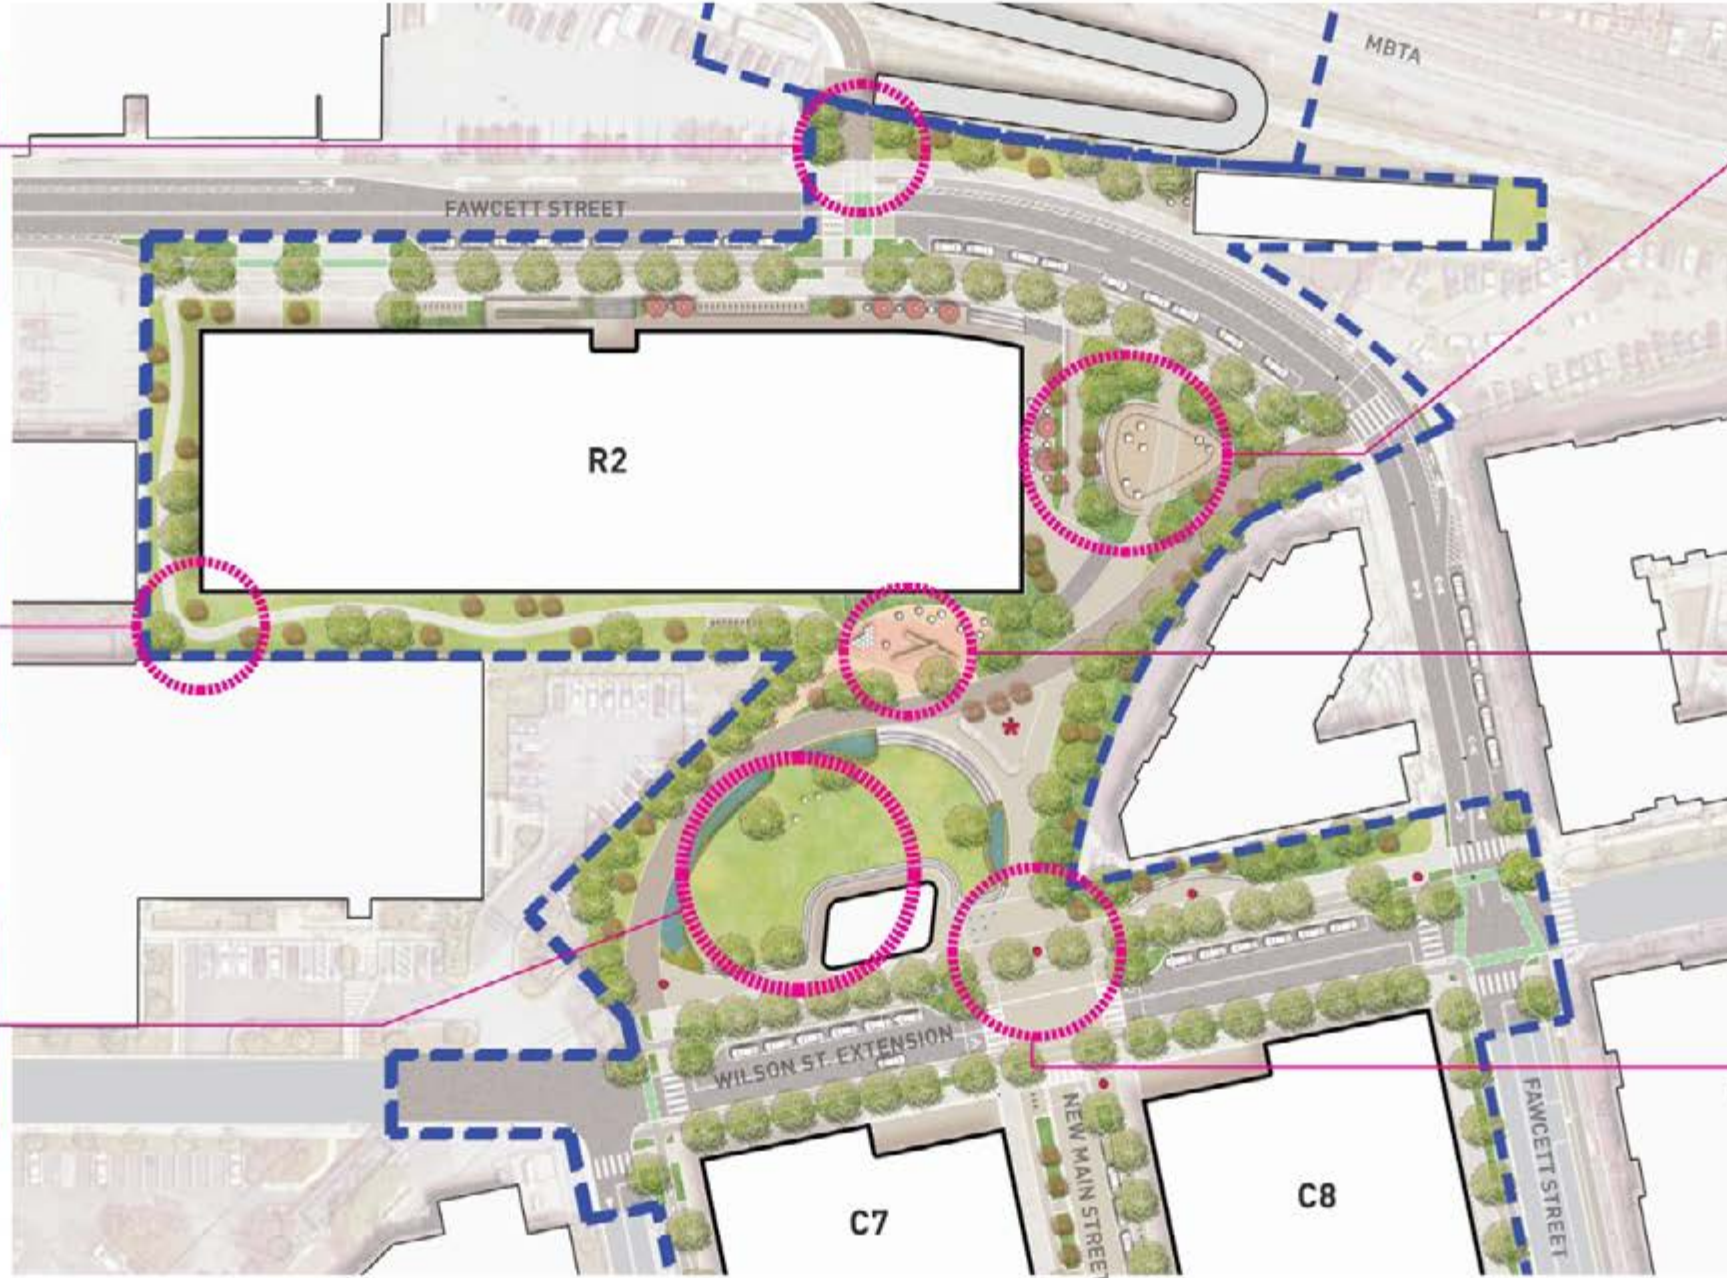 MBTA
FAWCETT STREET
R2
WILSON ST. EXTENSION
NEW MAIN STREET
FAWCETT STREET
C7
C8